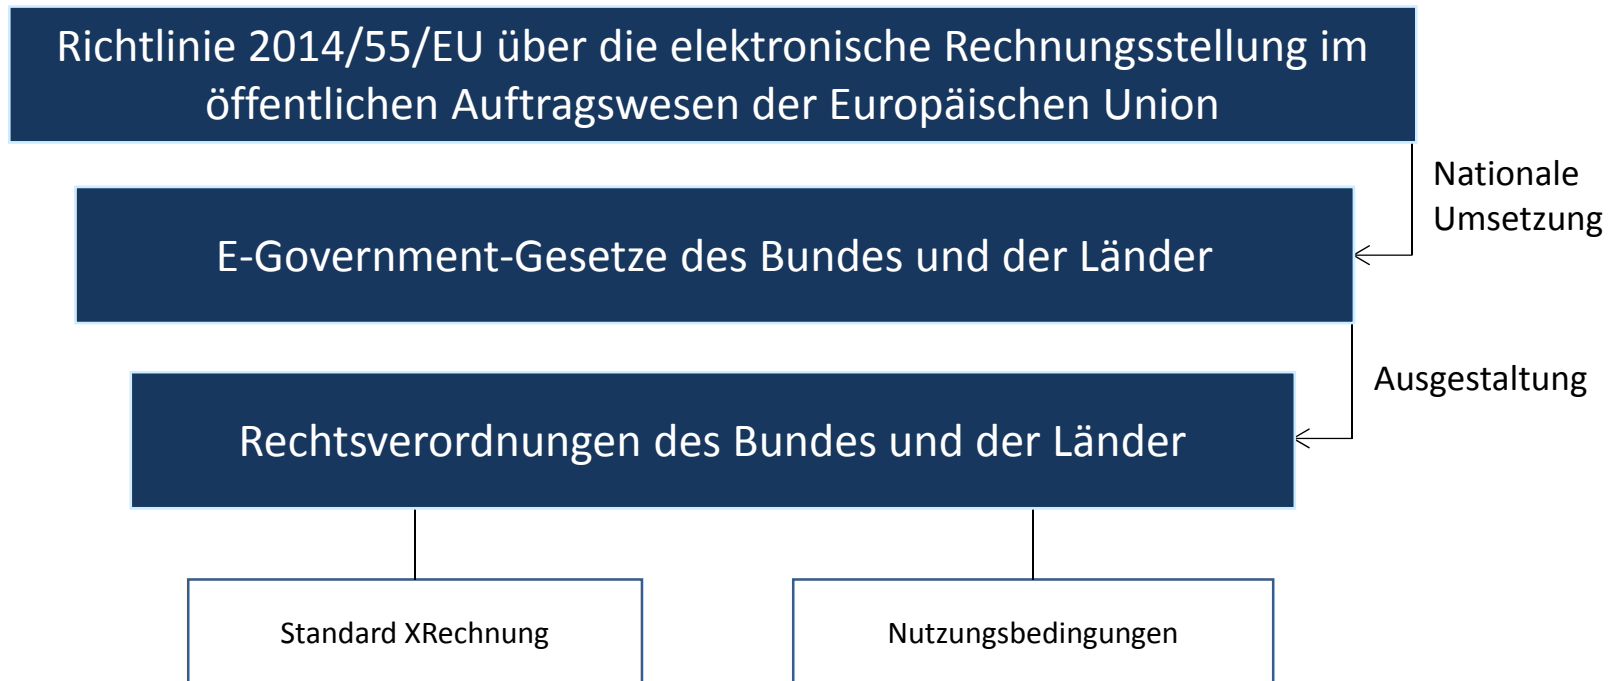 Richtlinie 2014/55/EU über die elektronische Rechnungsstellung im
öffentlichen Auftragswesen der Europäischen Union
Nationale
Umsetzung
E-Government-Gesetze des Bundes und der Länder
Ausgestaltung
Rechtsverordnungen des Bundes und der Länder
Standard XRechnung
Nutzungsbedingungen